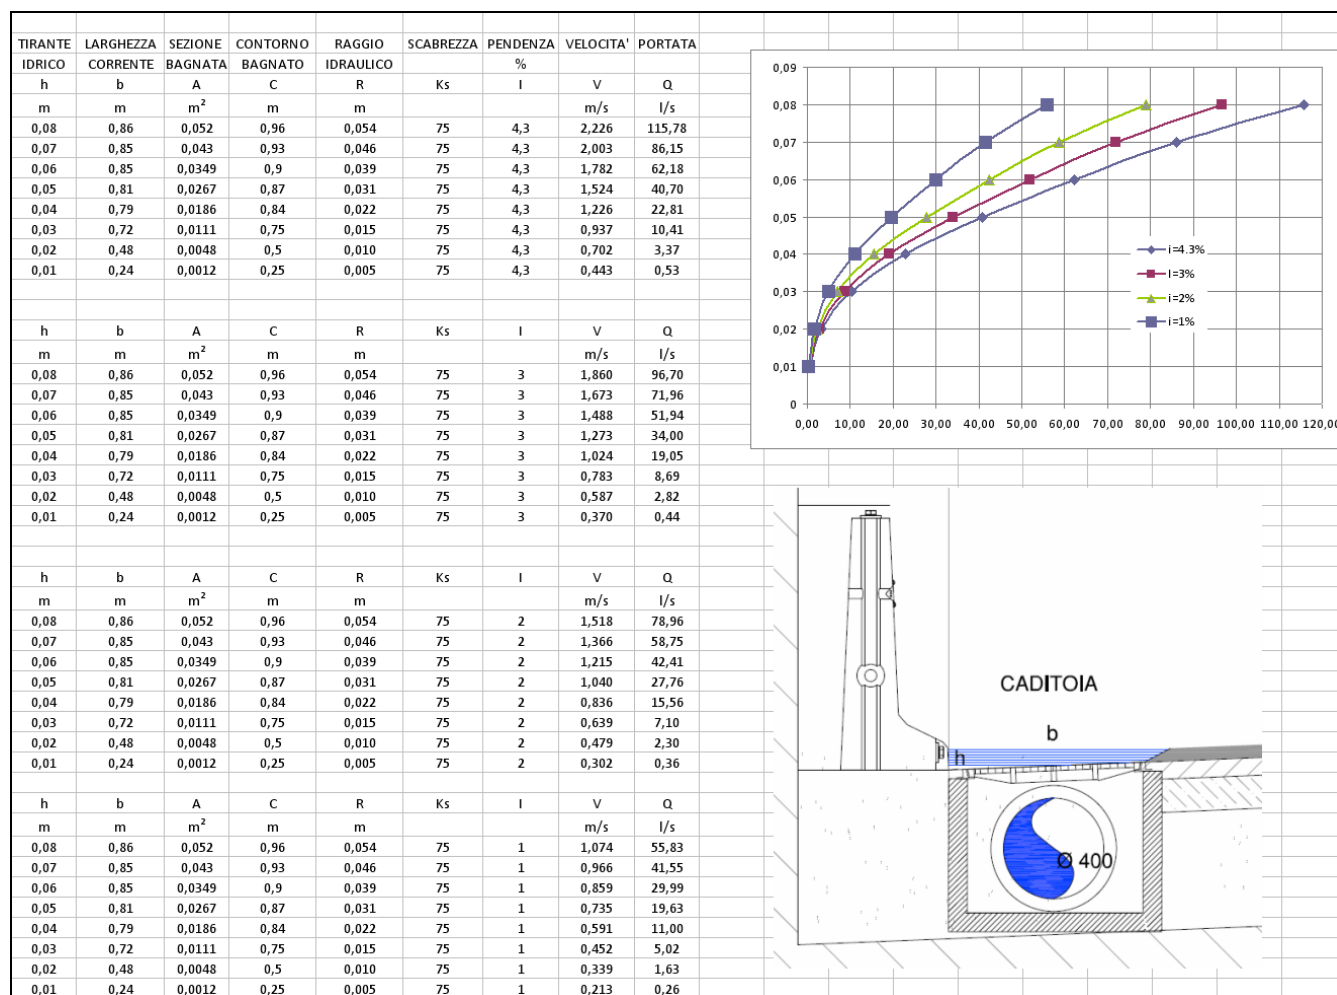 TIRANTE LARGHEZZA SEZIONE CONTORNO RAGGIO SCABREZZA PENDENZA VELOCITA' PORTATA
IDRICO CORRENTE BAGNATA BAGNATO IDRAULICO %
h b A C R Ks I V Q
m m m² m m m/s l/s
0,08 0,86 0,052 0,96 0,054 75 4,3 2,226 115,78
0,07 0,85 0,043 0,93 0,046 75 4,3 2,003 86,15
0,06 0,85 0,0349 0,9 0,039 75 4,3 1,782 62,18
0,05 0,81 0,0267 0,87 0,031 75 4,3 1,524 40,70
0,04 0,79 0,0186 0,84 0,022 75 4,3 1,226 22,81
0,03 0,72 0,0111 0,75 0,015 75 4,3 0,937 10,41
0,02 0,48 0,0048 0,5 0,010 75 4,3 0,702 3,37
0,01 0,24 0,0012 0,25 0,005 75 4,3 0,443 0,53
h b A C R Ks I V Q
m m m² m m m/s l/s
0,08 0,86 0,052 0,96 0,054 75 3 1,860 96,70
0,07 0,85 0,043 0,93 0,046 75 3 1,673 71,96
0,06 0,85 0,0349 0,9 0,039 75 3 1,488 51,94
0,05 0,81 0,0267 0,87 0,031 75 3 1,273 34,00
0,04 0,79 0,0186 0,84 0,022 75 3 1,024 19,05
0,03 0,72 0,0111 0,75 0,015 75 3 0,783 8,69
0,02 0,48 0,0048 0,5 0,010 75 3 0,587 2,82
0,01 0,24 0,0012 0,25 0,005 75 3 0,370 0,44
h b A C R Ks I V Q
m m m² m m m/s l/s
0,08 0,86 0,052 0,96 0,054 75 2 1,518 78,96
0,07 0,85 0,043 0,93 0,046 75 2 1,366 58,75
0,06 0,85 0,0349 0,9 0,039 75 2 1,215 42,41
0,05 0,81 0,0267 0,87 0,031 75 2 1,040 27,76
0,04 0,79 0,0186 0,84 0,022 75 2 0,836 15,56
0,03 0,72 0,0111 0,75 0,015 75 2 0,639 7,10
0,02 0,48 0,0048 0,5 0,010 75 2 0,479 2,30
0,01 0,24 0,0012 0,25 0,005 75 2 0,302 0,36
h b A C R Ks I V Q
m m m² m m m/s l/s
0,08 0,86 0,052 0,96 0,054 75 1 1,074 55,83
0,07 0,85 0,043 0,93 0,046 75 1 0,966 41,55
0,06 0,85 0,0349 0,9 0,039 75 1 0,859 29,99
0,05 0,81 0,0267 0,87 0,031 75 1 0,735 19,63
0,04 0,79 0,0186 0,84 0,022 75 1 0,591 11,00
0,03 0,72 0,0111 0,75 0,015 75 1 0,452 5,02
0,02 0,48 0,0048 0,5 0,010 75 1 0,339 1,63
0,01 0,24 0,0012 0,25 0,005 75 1 0,213 0,26
0,09
0,08
0,07
0,06
0,05
0,04
0,03
0,02
0,01
0
0,00 10,00 20,00 30,00 40,00 50,00 60,00 70,00 80,00 90,00 100,00 110,00 120,00
i=4.3%
I=3%
i=2%
i=1%
CADITOIA
b
h
Ø 400